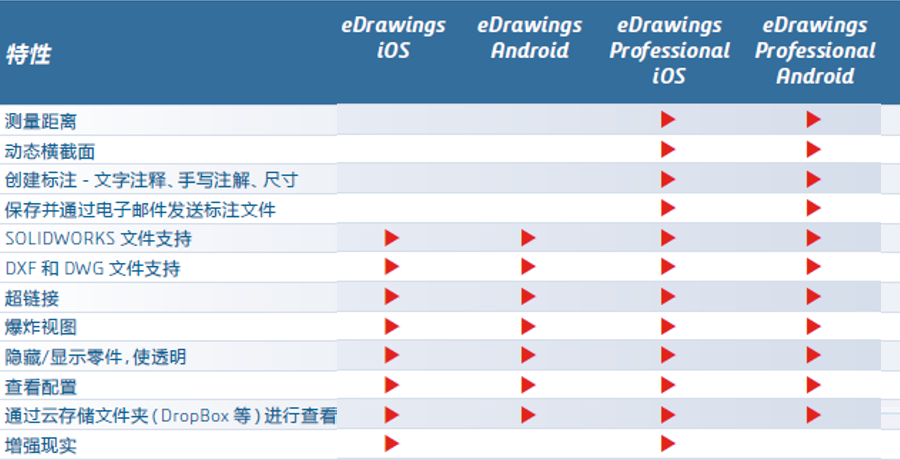 特性
eDrawings iOS
eDrawings Android
eDrawings Professional iOS
eDrawings Professional Android
测量距离
动态横截面
创建标注 - 文字注释、手写注解、尺寸
保存并通过电子邮件发送标注文件
SOLIDWORKS 文件支持
DXF 和 DWG 文件支持
超链接
爆炸视图
隐藏/显示零件,使透明
查看配置
通过云存储文件夹(DropBox 等)进行查看
增强现实